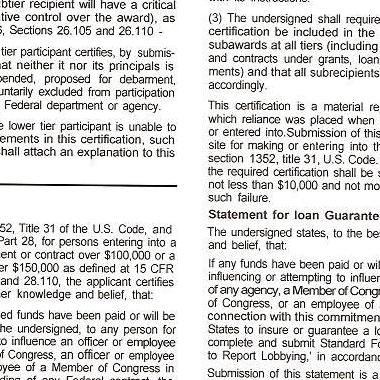 btier recipient will have a critical
tive control over the award), as
Sections 26.105 and 26.110 -
tier participant certifies, by submis-
at neither it nor its principals is
ended, proposed for debarment,
untarily excluded from participation
Federal department or agency.
e lower tier participant is unable to
ements in this certification, such
hall attach an explanation to this
52, Title 31 of the U.S. Code, and
Part 28, for persons entering into a
ent or contract over $100,000 or a
er $150,000 as defined at 15 CFR
and 28.110, the applicant certifies
er knowledge and belief, that:
ed funds have been paid or will be
he undersigned, to any person for
o influence an officer or employee
f Congress, an officer or employee
yee of a Member of Congress in
(3) The undersigned shall require
certification be included in the
subawards at all tiers (including
and contracts under grants, loan
ments) and that all subrecipients
accordingly.
This certification is a material re
which reliance was placed when
or entered into.Submission of this
site for making or entering into th
section 1352, title 31, U.S. Code.
the required certification shall be s
not less than $10,000 and not mo
such failure.
Statement for loan Guarante
The undersigned states, to the bes
and belief, that:
If any funds have been paid or wil
influencing or attempting to influer
of any agency, a Member of Congre
of Congress, or an employee of
connection with this commitmen
States to insure or guarantee a lo
complete and submit Standard Fo
to Report Lobbying,' in accordanc
Submission of this statement is a